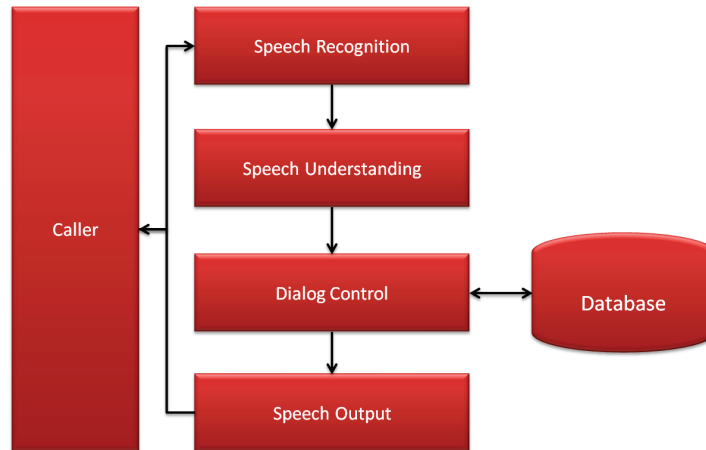 Speech Recognition
Speech Understanding
Caller
Dialog Control
Database
Speech Output